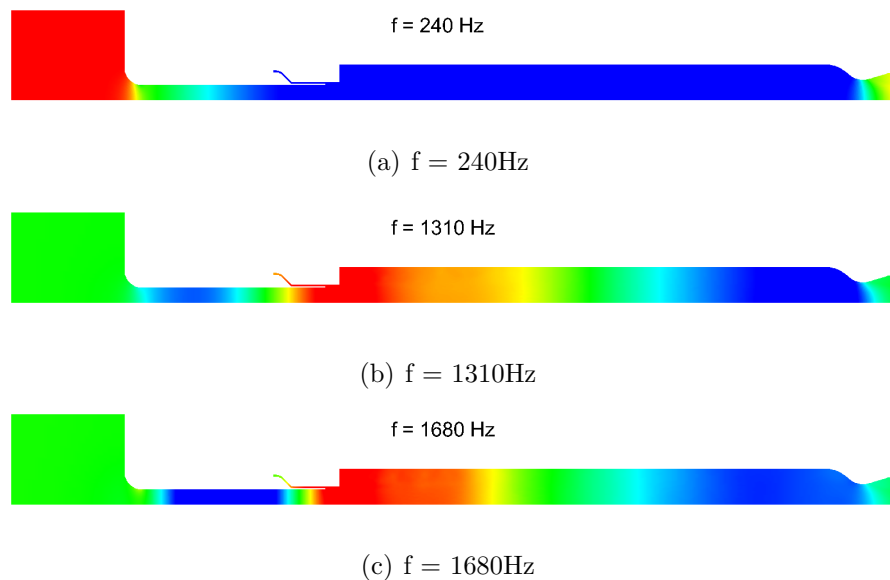 f = 240 Hz
(a) f = 240Hz
f = 1310 Hz
(b) f = 1310Hz
f = 1680 Hz
(c) f = 1680Hz